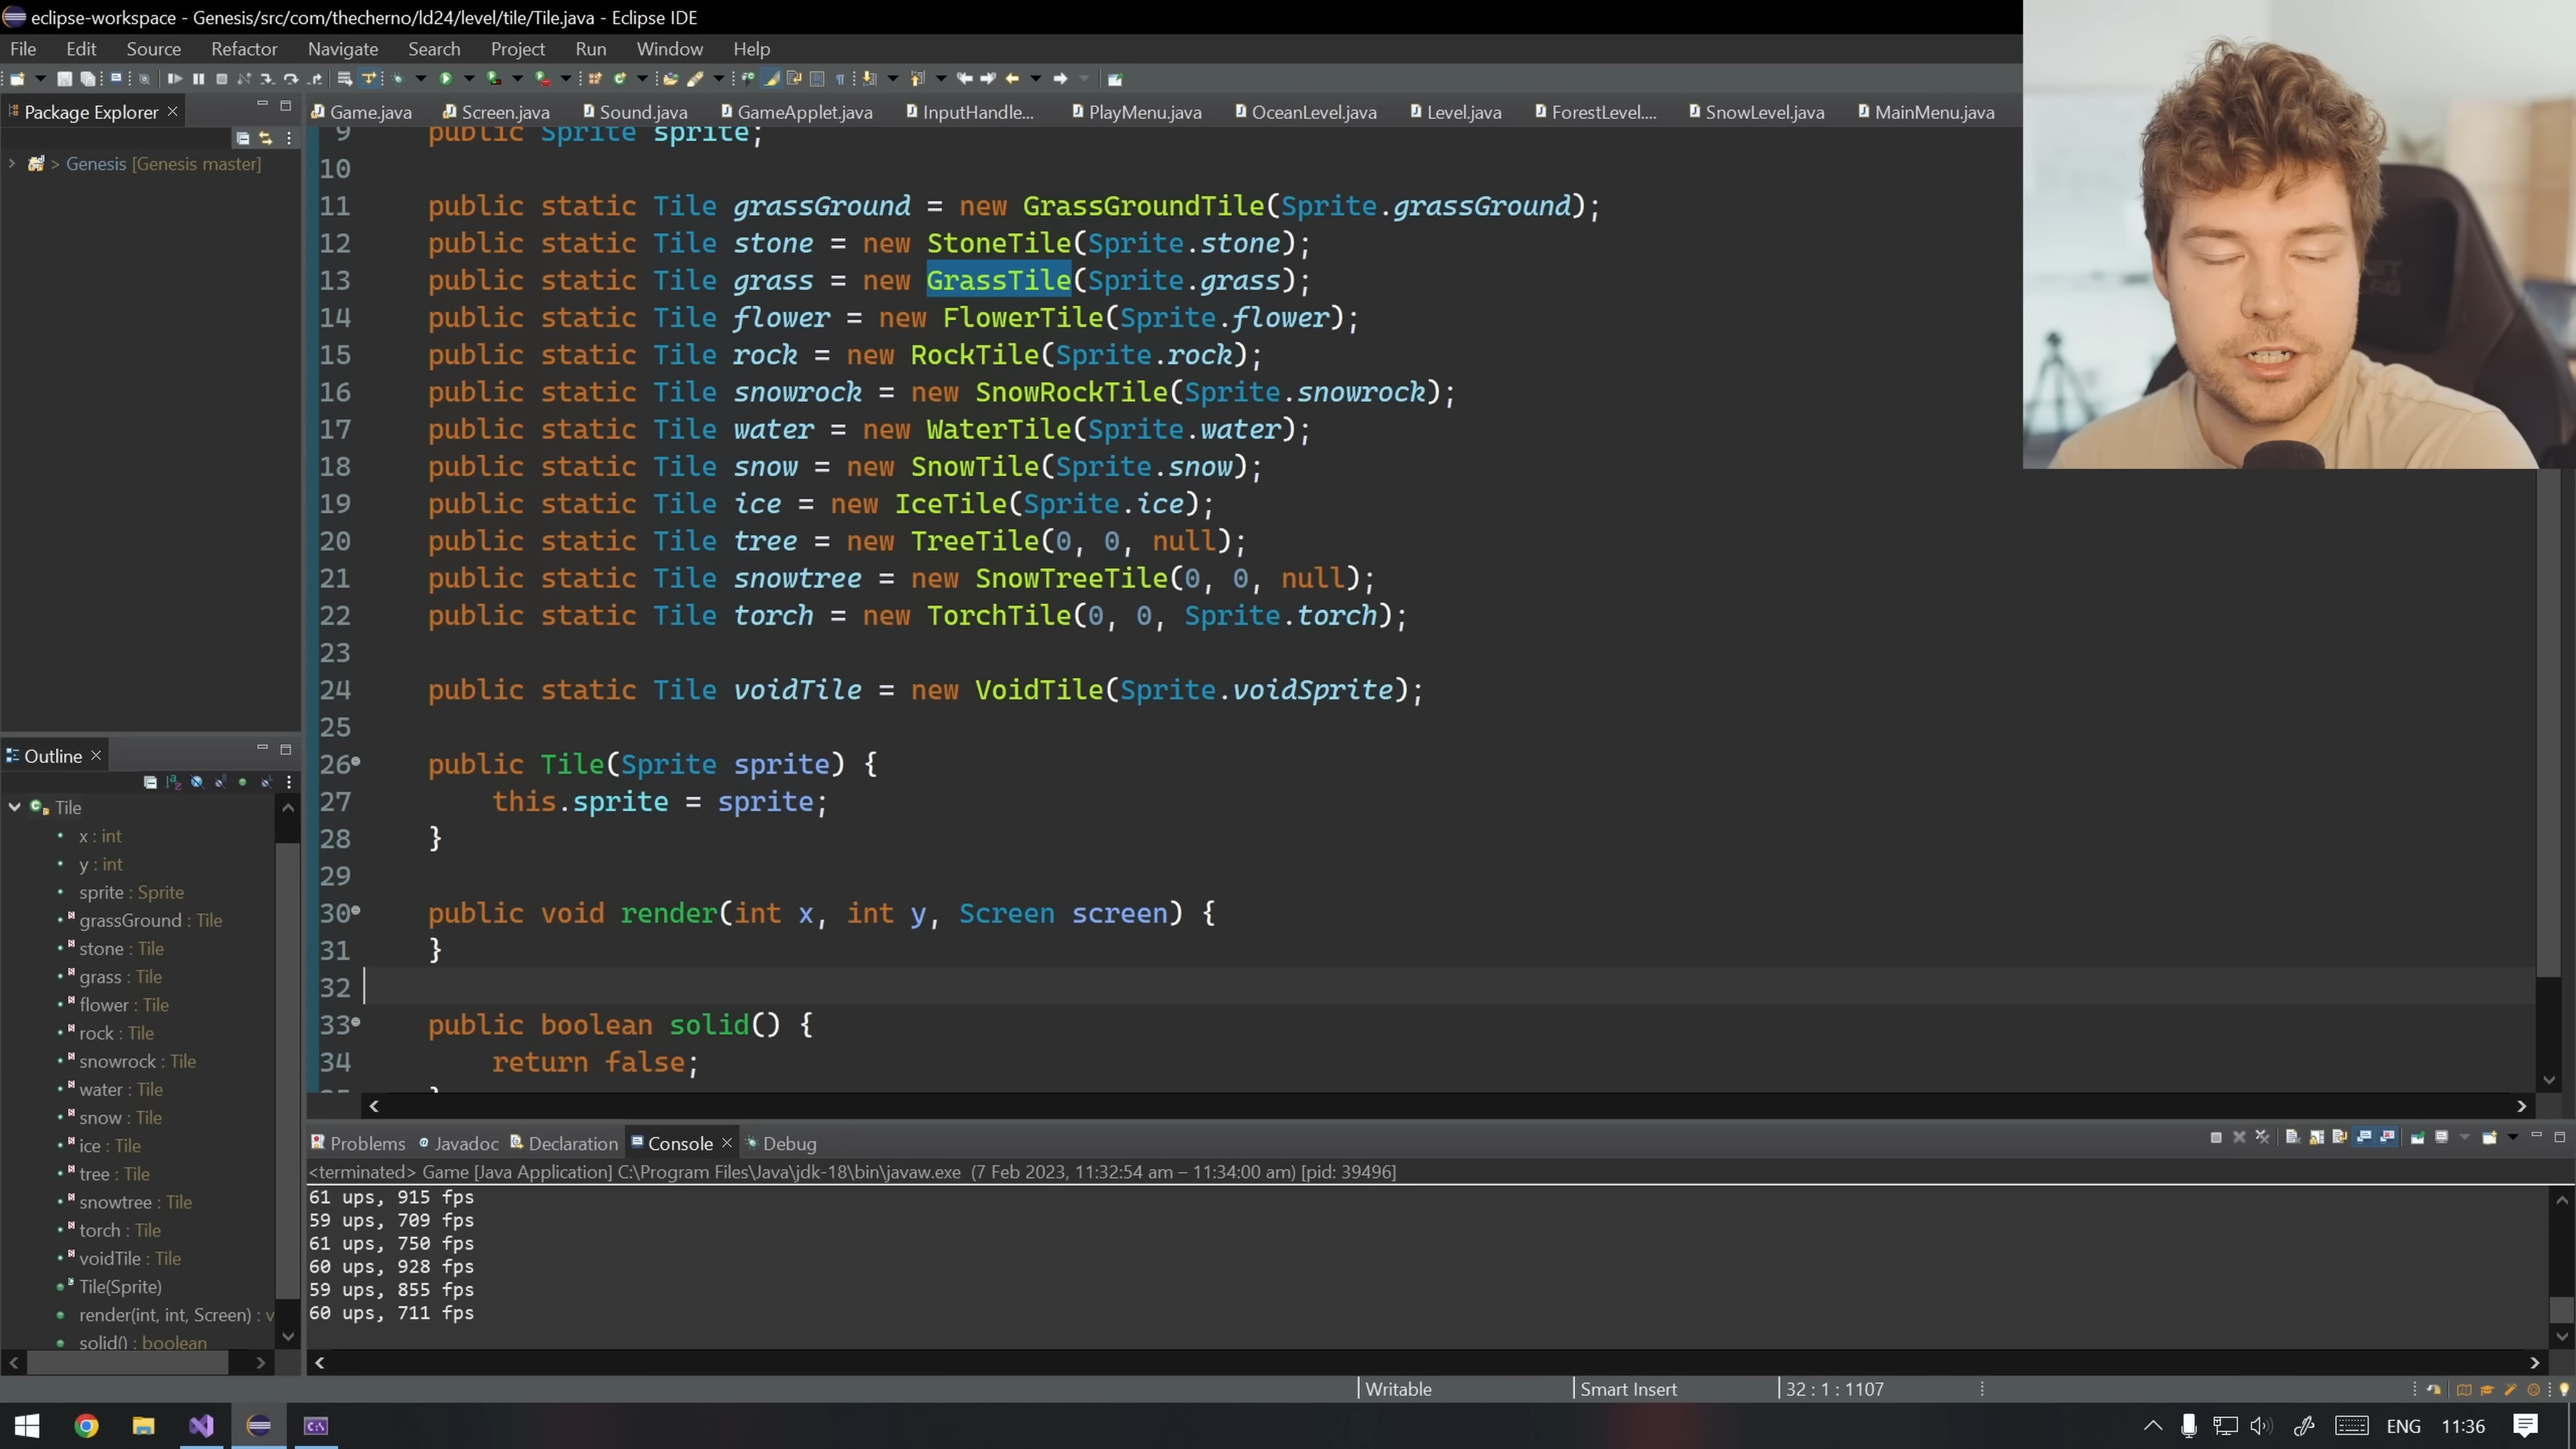 eclipse-workspace - Genesis/src/com/thecherno/ld24/level/tile/Tile.java - Eclipse IDE
File Edit Source Refactor Navigate Search Project Run Window Help
Package Explorer
Genesis [Genesis master]
Game.java Screen.java Sound.java GameApplet.java InputHandle... PlayMenu.java OceanLevel.java Level.java ForestLevel.... SnowLevel.java MainMenu.java
9 public Sprite sprite;
10
11 public static Tile grassGround = new GrassGroundTile(Sprite.grassGround);
12 public static Tile stone = new StoneTile(Sprite.stone);
13 public static Tile grass = new GrassTile(Sprite.grass);
14 public static Tile flower = new FlowerTile(Sprite.flower);
15 public static Tile rock = new RockTile(Sprite.rock);
16 public static Tile snowrock = new SnowRockTile(Sprite.snowrock);
17 public static Tile water = new WaterTile(Sprite.water);
18 public static Tile snow = new SnowTile(Sprite.snow);
19 public static Tile ice = new IceTile(Sprite.ice);
20 public static Tile tree = new TreeTile(0, 0, null);
21 public static Tile snowtree = new SnowTreeTile(0, 0, null);
22 public static Tile torch = new TorchTile(0, 0, Sprite.torch);
23
24 public static Tile voidTile = new VoidTile(Sprite.voidSprite);
25
26 public Tile(Sprite sprite) {
27 this.sprite = sprite;
28 }
29
30 public void render(int x, int y, Screen screen) {
31 }
32
33 public boolean solid() {
34 return false;
Outline
Tile
x : int
y : int
sprite : Sprite
grassGround : Tile
stone : Tile
grass : Tile
flower : Tile
rock : Tile
snowrock : Tile
water : Tile
snow : Tile
ice : Tile
tree : Tile
snowtree : Tile
torch : Tile
voidTile : Tile
Tile(Sprite)
render(int, int, Screen) : v
solid() : boolean
Problems Javadoc Declaration Console Debug
<terminated> Game [Java Application] C:\Program Files\Java\jdk-18\bin\javaw.exe (7 Feb 2023, 11:32:54 am – 11:34:00 am) [pid: 39496]
61 ups, 915 fps
59 ups, 709 fps
61 ups, 750 fps
60 ups, 928 fps
59 ups, 855 fps
60 ups, 711 fps
Writable Smart Insert 32 : 1 : 1107
ENG 11:36